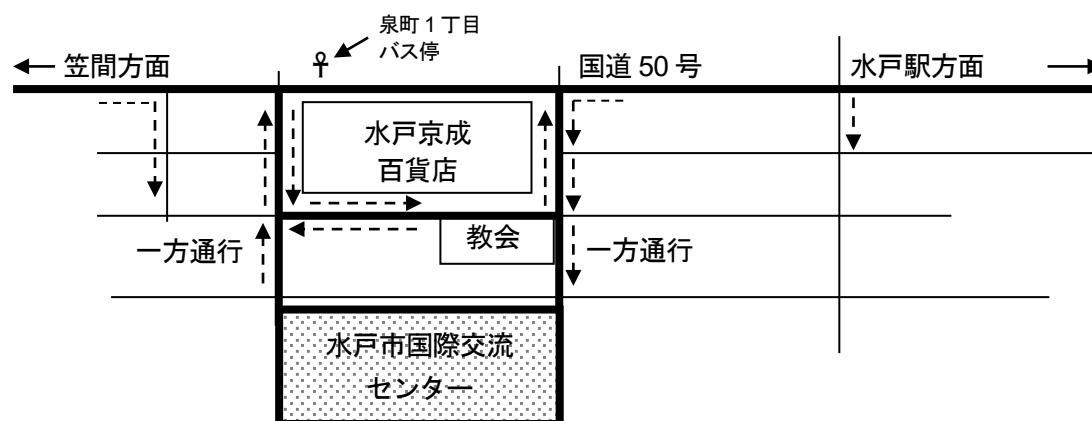 泉町1丁目
バス停
笠間方面
国道50号
水戸駅方面
水戸京成
百貨店
教会
一方通行
一方通行
水戸市国際交流
センター